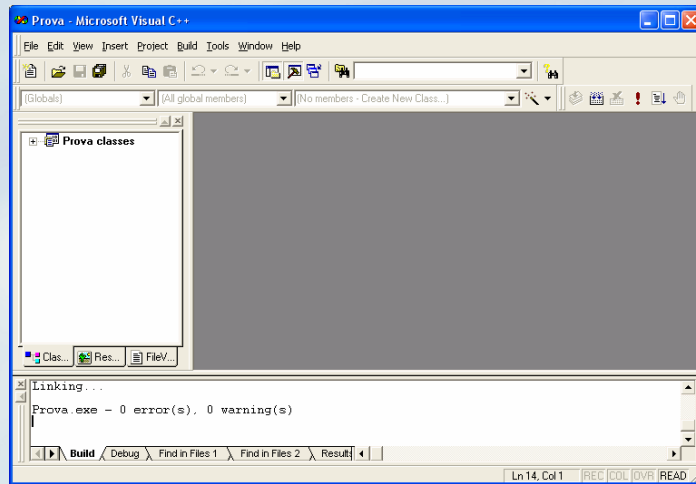 Prova - Microsoft Visual C++
File Edit View Insert Project Build Tools Window Help
(Globals) (All global members) (No members - Create New Class...)
Prova classes
Clas... Res... FileV...
Linking...
Prova.exe - 0 error(s), 0 warning(s)
Build Debug Find in Files 1 Find in Files 2 Results
Ln 14, Col 1 REC COL OVR READ